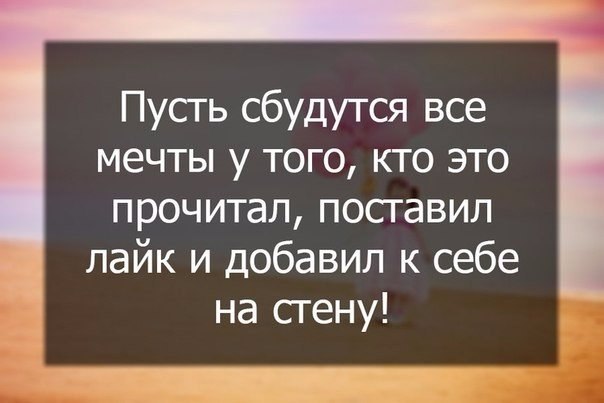 Пусть сбудутся все
мечты у того, кто это
прочитал, поставил
лайк и добавил к себе
на стену!